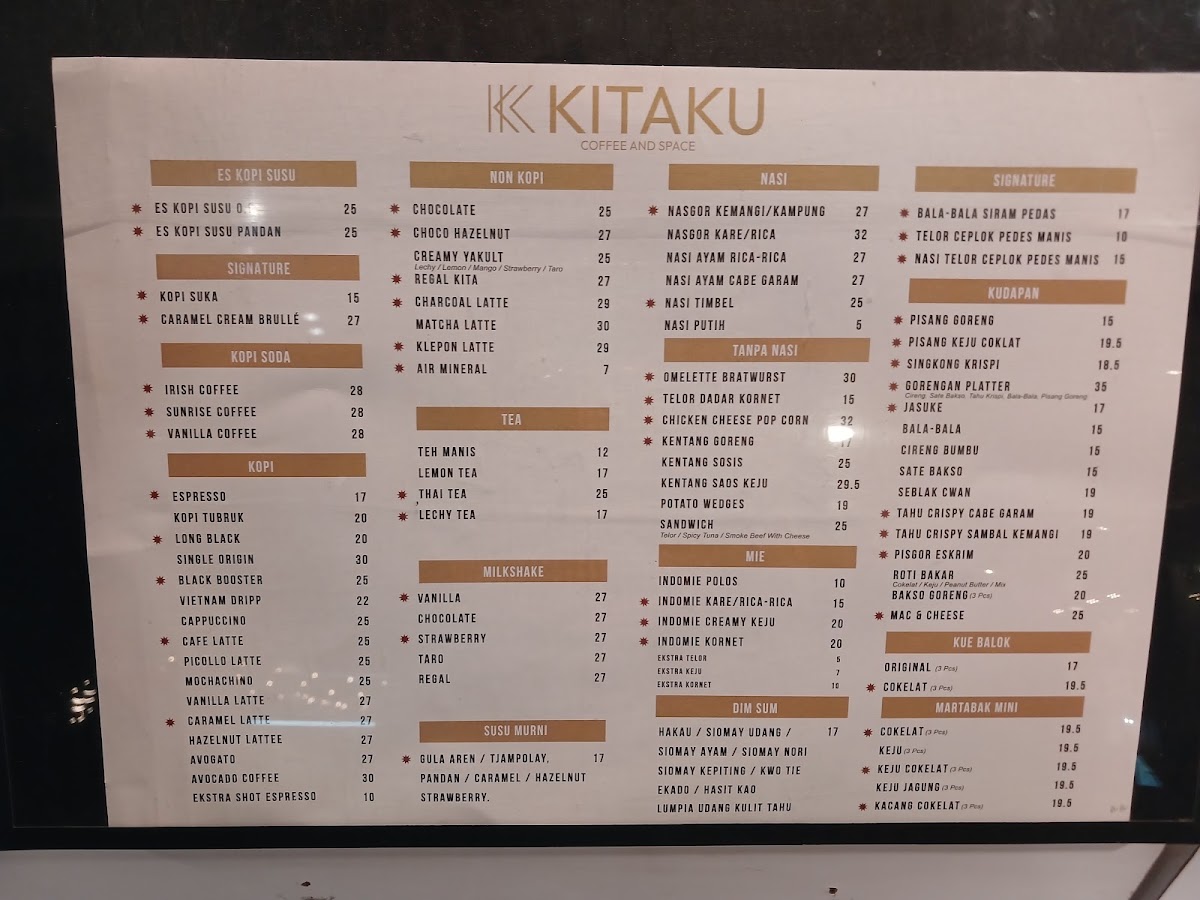 KITAKU
COFFEE AND SPACE
ES KOPI SUSU
ES KOPI SUSU 25
ES KOPI SUSU PANDAN 25
SIGNATURE
KOPI SUKA 15
CARAMEL CREAM BRULLÉ 27
KOPI SODA
IRISH COFFEE 28
SUNRISE COFFEE 28
VANILLA COFFEE 28
KOPI
ESPRESSO 17
KOPI TUBRUK 20
LONG BLACK 20
SINGLE ORIGIN 30
BLACK BOOSTER 25
VIETNAM DRIPP 22
CAPPUCCINO 25
CAFE LATTE 25
PICOLLO LATTE 25
MOCHACHINO 25
VANILLA LATTE 27
CARAMEL LATTE 27
HAZELNUT LATTEE 27
AVOGATO 27
AVOCADO COFFEE 30
EKSTRA SHOT ESPRESSO 10
NON KOPI
CHOCOLATE 25
CHOCO HAZELNUT 27
CREAMY YAKULT 25
Lechy / Lemon / Mango / Strawberry / Taro
REGAL KITA 27
CHARCOAL LATTE 29
MATCHA LATTE 30
KLEPON LATTE 29
AIR MINERAL 7
TEA
TEH MANIS 12
LEMON TEA 17
THAI TEA 25
LECHY TEA 17
MILKSHAKE
VANILLA 27
CHOCOLATE 27
STRAWBERRY 27
TARO 27
REGAL 27
SUSU MURNI
GULA AREN / TJAMPOLAY, 17
PANDAN / CARAMEL / HAZELNUT
STRAWBERRY.
NASI
NASGOR KEMANGI/KAMPUNG 27
NASGOR KARE/RICA 32
NASI AYAM RICA-RICA 27
NASI AYAM CABE GARAM 27
NASI TIMBEL 25
NASI PUTIH 5
TANPA NASI
OMELETTE BRATWURST 30
TELOR DADAR KORNET 15
CHICKEN CHEESE POP CORN 32
KENTANG GORENG 17
KENTANG SOSIS 25
KENTANG SAOS KEJU 29.5
POTATO WEDGES 19
SANDWICH 25
Telor / Spicy Tuna / Smoke Beef With Cheese
MIE
INDOMIE POLOS 10
INDOMIE KARE/RICA-RICA 15
INDOMIE CREAMY KEJU 20
INDOMIE KORNET 20
EKSTRA TELOR 5
EKSTRA KEJU 7
EKSTRA KORNET 10
DIM SUM
HAKAU / SIOMAY UDANG / 17
SIOMAY AYAM / SIOMAY NORI
SIOMAY KEPITING / KWO TIE
EKADO / HASIT KAO
LUMPIA UDANG KULIT TAHU
SIGNATURE
BALA-BALA SIRAM PEDAS 17
TELOR CEPLOK PEDES MANIS 10
NASI TELOR CEPLOK PEDES MANIS 15
KUDAPAN
PISANG GORENG 15
PISANG KEJU COKLAT 19.5
SINGKONG KRISPI 18.5
GORENGAN PLATTER 35
Cireng, Sate Bakso, Tahu Krispi, Bala-Bala, Pisang Goreng
JASUKE 17
BALA-BALA 15
CIRENG BUMBU 15
SATE BAKSO 15
SEBLAK CWAN 19
TAHU CRISPY CABE GARAM 19
TAHU CRISPY SAMBAL KEMANGI 19
PISGOR ESKRIM 20
ROTI BAKAR 25
Cokelat / Keju / Peanut Butter / Mix
BAKSO GORENG (3 Pcs) 20
MAC & CHEESE 25
KUE BALOK
ORIGINAL (3 Pcs) 17
COKELAT (3 Pcs) 19.5
MARTABAK MINI
COKELAT (3 Pcs) 19.5
KEJU (3 Pcs) 19.5
KEJU COKELAT (3 Pcs) 19.5
KEJU JAGUNG (3 Pcs) 19.5
KACANG COKELAT (3 Pcs) 19.5